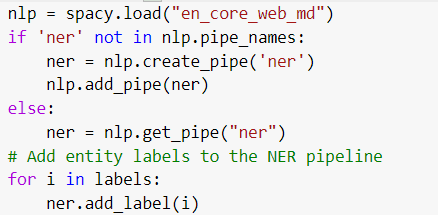 nlp = spacy.load("en_core_web_md")
if 'ner' not in nlp.pipe_names:
    ner = nlp.create_pipe('ner')
    nlp.add_pipe(ner)
else:
    ner = nlp.get_pipe("ner")
# Add entity labels to the NER pipeline
for i in labels:
    ner.add_label(i)